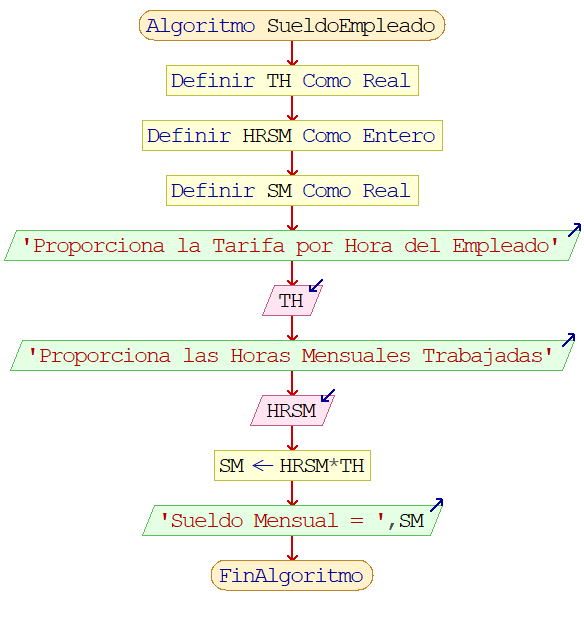 Algoritmo SueldoEmpleado
Definir TH Como Real
Definir HRSM Como Entero
Definir SM Como Real
'Proporciona la Tarifa por Hora del Empleado'
TH
'Proporciona las Horas Mensuales Trabajadas'
HRSM
SM ← HRSM*TH
'Sueldo Mensual = ',SM
FinAlgoritmo